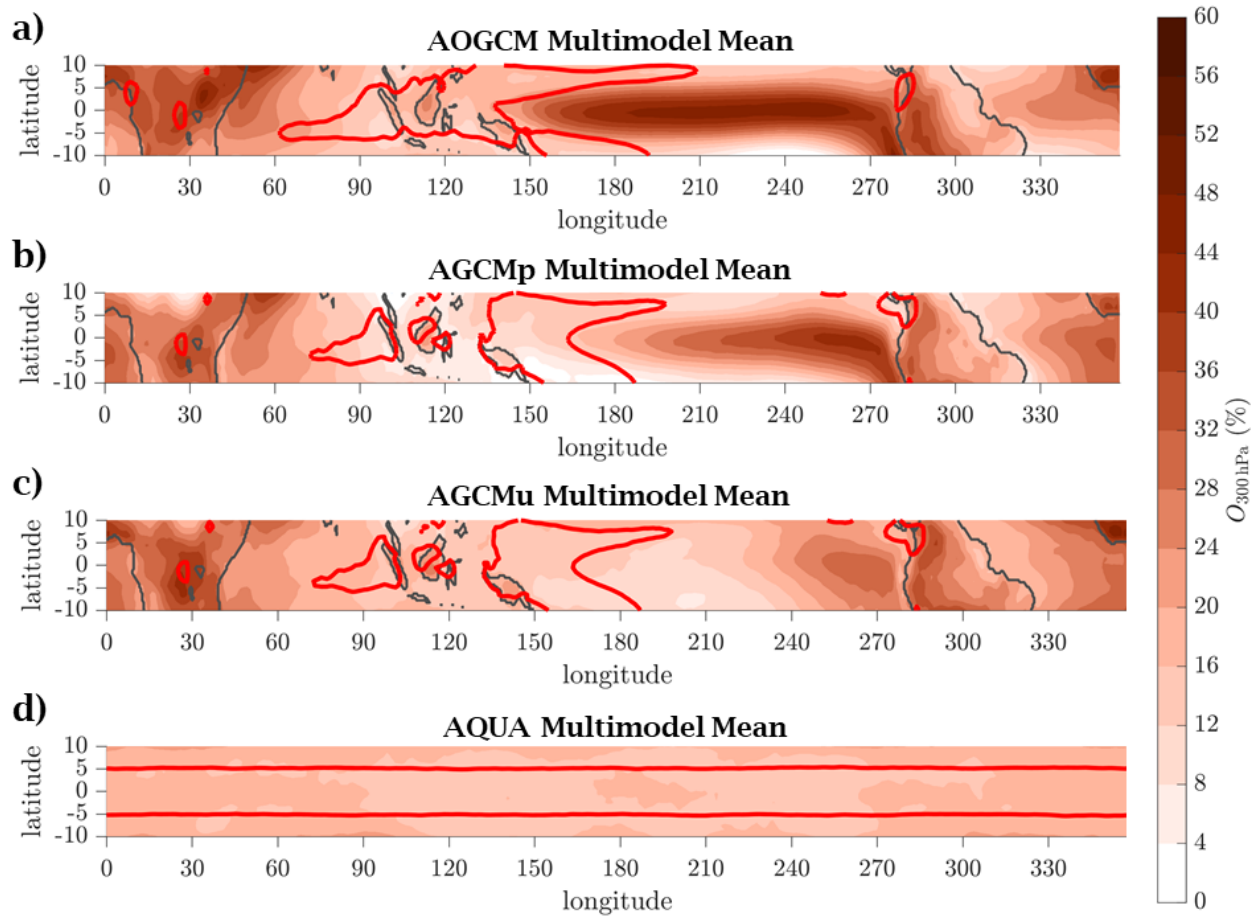 a)
AOGCM Multimodel Mean
latitude
10
5
0
-5
-10
0 30 60 90 120 150 180 210 240 270 300 330
longitude
b)
AGCMp Multimodel Mean
latitude
10
5
0
-5
-10
0 30 60 90 120 150 180 210 240 270 300 330
longitude
c)
AGCMu Multimodel Mean
latitude
10
5
0
-5
-10
0 30 60 90 120 150 180 210 240 270 300 330
longitude
d)
AQUA Multimodel Mean
latitude
10
5
0
-5
-10
0 30 60 90 120 150 180 210 240 270 300 330
longitude
60
56
52
48
44
40
36
32
28
24
20
16
12
8
4
0
O300 hPa (%)